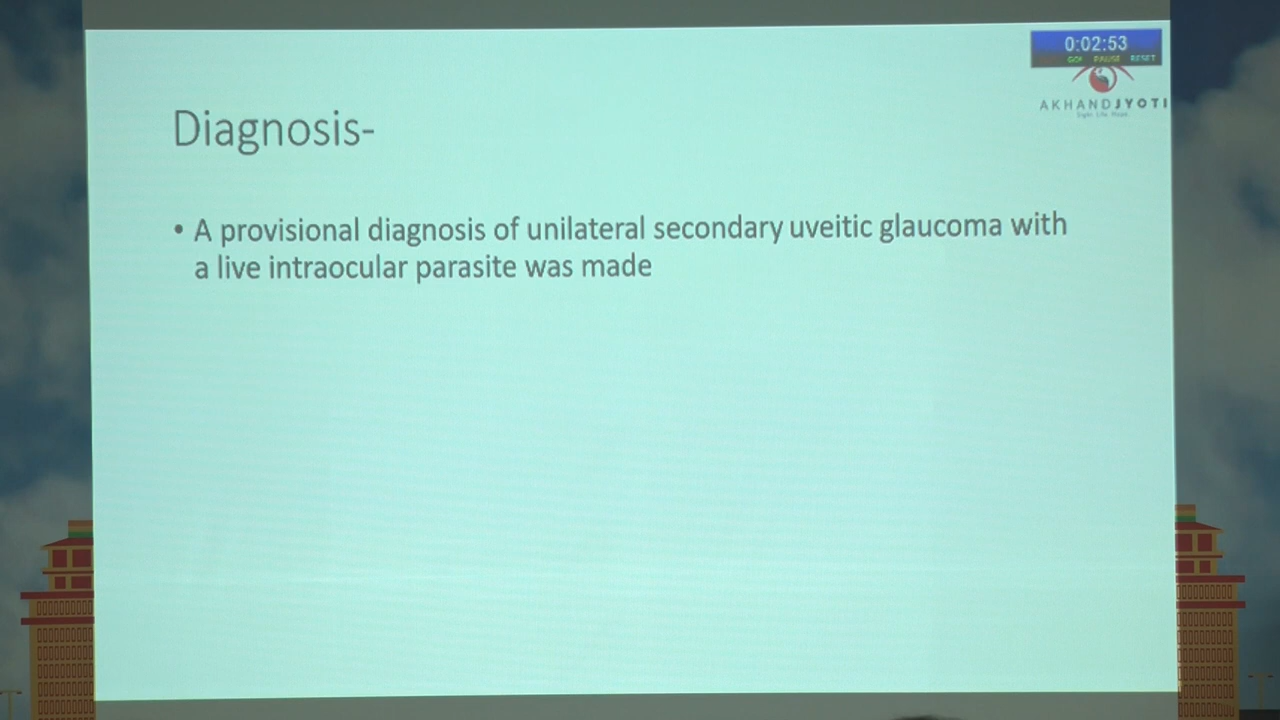 0:02:53
GO! PAUSE RESET
AKHANDJYOTI
Diagnosis-
• A provisional diagnosis of unilateral secondary uveitic glaucoma with
a live intraocular parasite was made